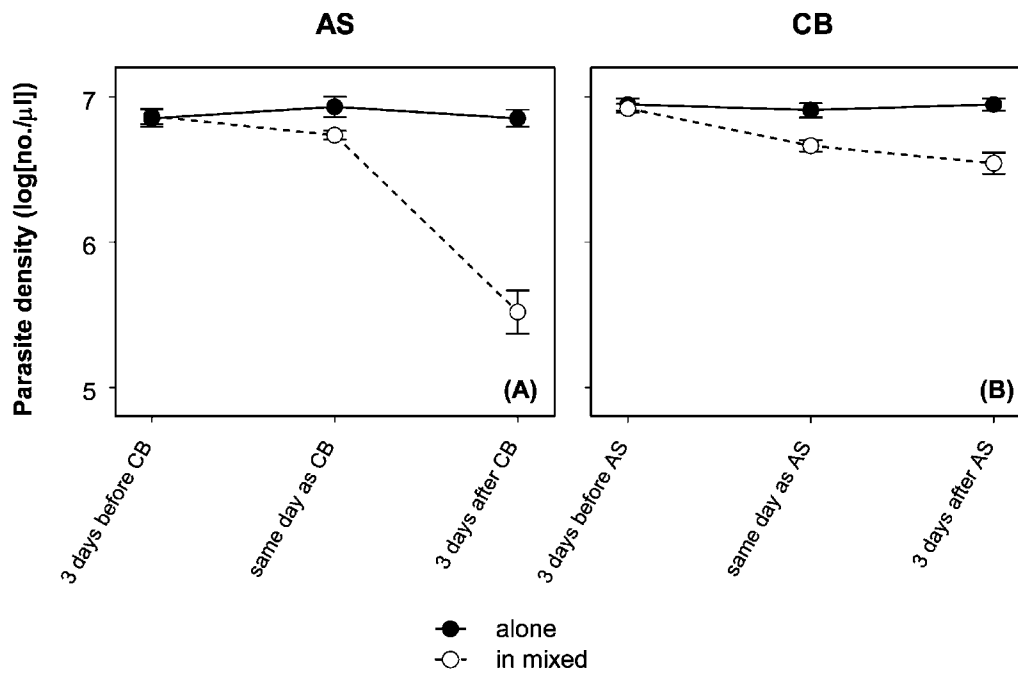 AS
CB
Parasite density (log[no./μl])
7
6
5
(A)
(B)
3 days before CB
same day as CB
3 days after CB
3 days before AS
same day as AS
3 days after AS
alone
in mixed